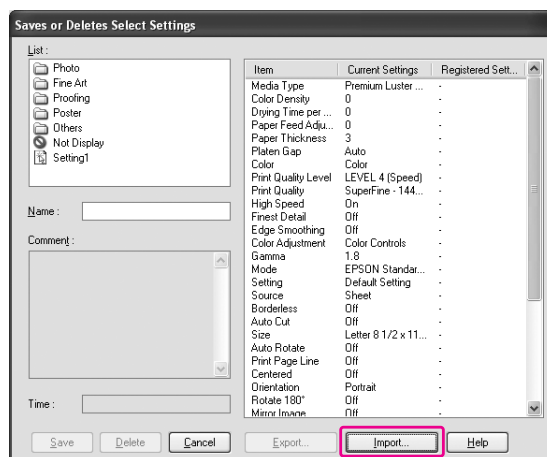 Saves or Deletes Select Settings
List :
Photo
Fine Art
Proofing
Poster
Others
Not Display
Setting1
Name :
Comment :
Time :
Item Current Settings Registered Sett...
Media Type Premium Luster ... -
Color Density 0 -
Drying Time per ... 0 -
Paper Feed Adju... 0 -
Paper Thickness 3 -
Platen Gap Auto -
Color Color -
Print Quality Level LEVEL 4 (Speed) -
Print Quality SuperFine - 144... -
High Speed On -
Finest Detail Off -
Edge Smoothing Off -
Color Adjustment Color Controls -
Gamma 1.8 -
Mode EPSON Standar... -
Setting Default Setting -
Source Sheet -
Borderless Off -
Auto Cut Off -
Size Letter 8 1/2 x 11... -
Auto Rotate Off -
Print Page Line Off -
Centered Off -
Orientation Portrait -
Rotate 180° Off -
Mirror Image Off -
Save Delete Cancel Export... Import... Help